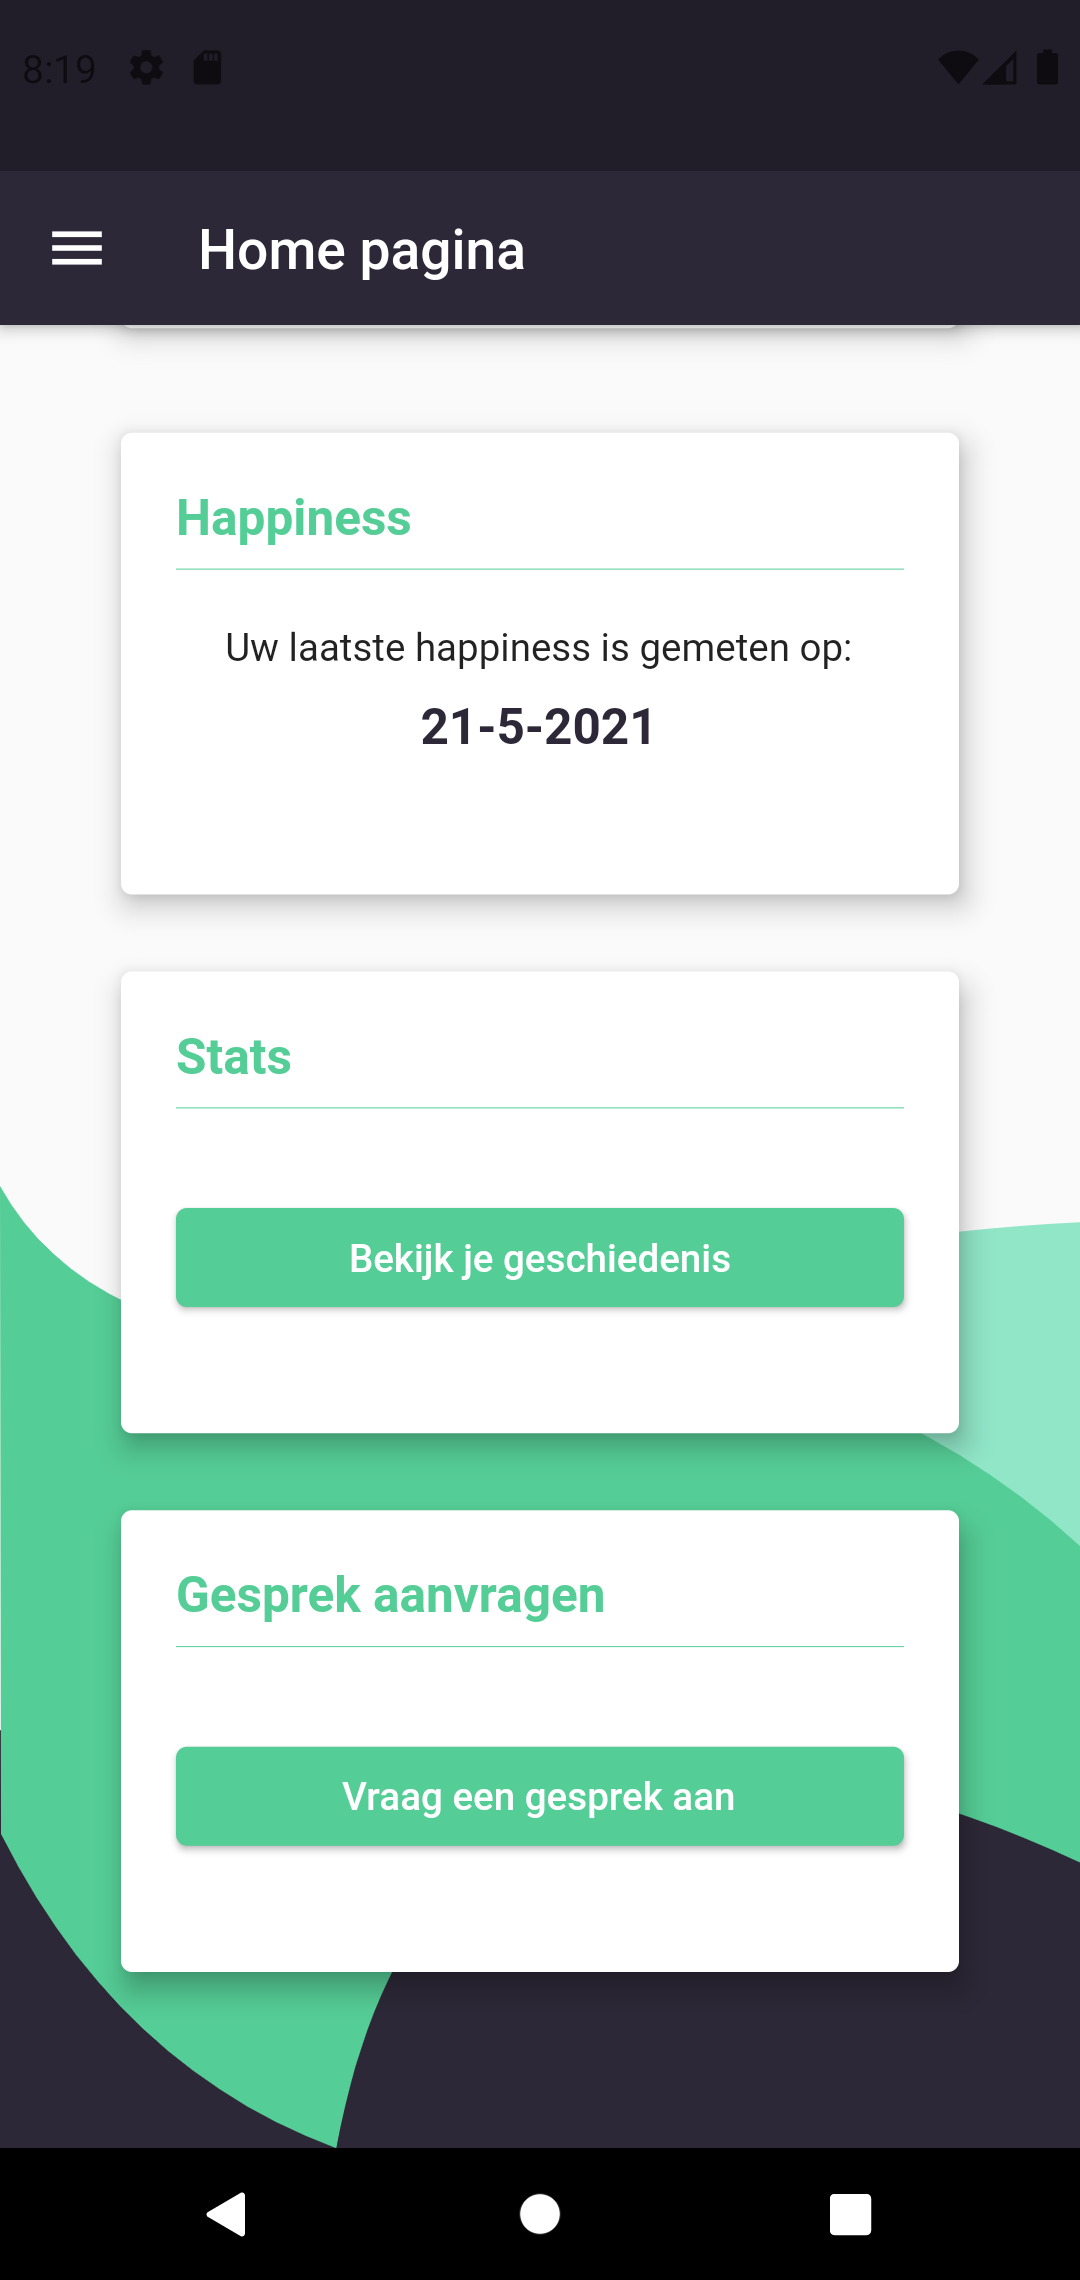 8:19
Home pagina
Happiness
Uw laatste happiness is gemeten op:
21-5-2021
Stats
Bekijk je geschiedenis
Gesprek aanvragen
Vraag een gesprek aan